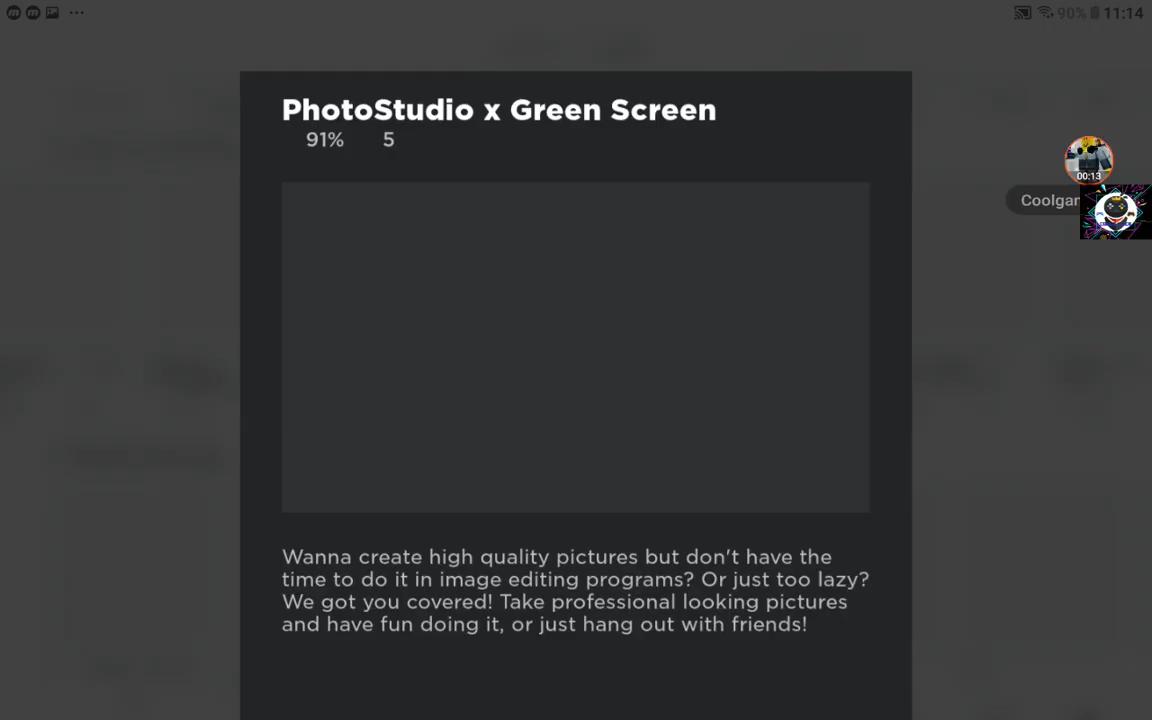 90% 11:14
PhotoStudio x Green Screen
91% 5
00:13
Coolgar
Wanna create high quality pictures but don't have the
time to do it in image editing programs? Or just too lazy?
We got you covered! Take professional looking pictures
and have fun doing it, or just hang out with friends!